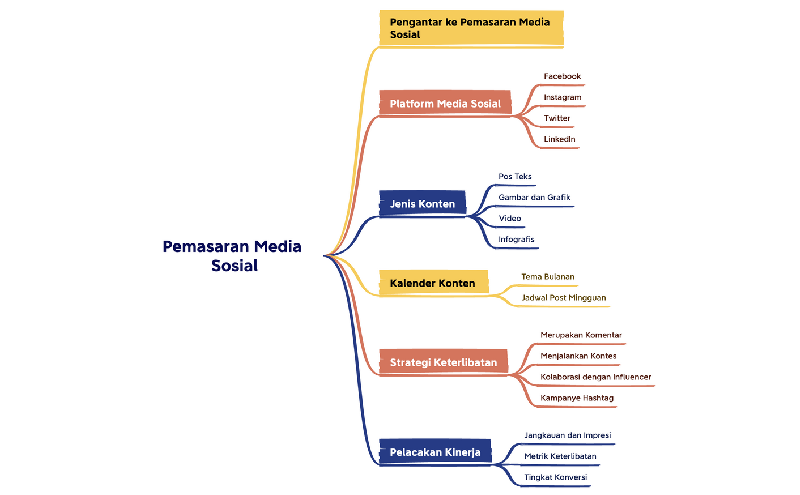 Pengantar ke Pemasaran Media
Sosial
Platform Media Sosial
Facebook
Instagram
Twitter
LinkedIn
Jenis Konten
Pos Teks
Gambar dan Grafik
Video
Infografis
Pemasaran Media
Sosial
Kalender Konten
Tema Bulanan
Jadwal Post Mingguan
Strategi Keterlibatan
Merupakan Komentar
Menjalankan Kontes
Kolaborasi dengan Influencer
Kampanye Hashtag
Pelacakan Kinerja
Jangkauan dan Impresi
Metrik Keterlibatan
Tingkat Konversi